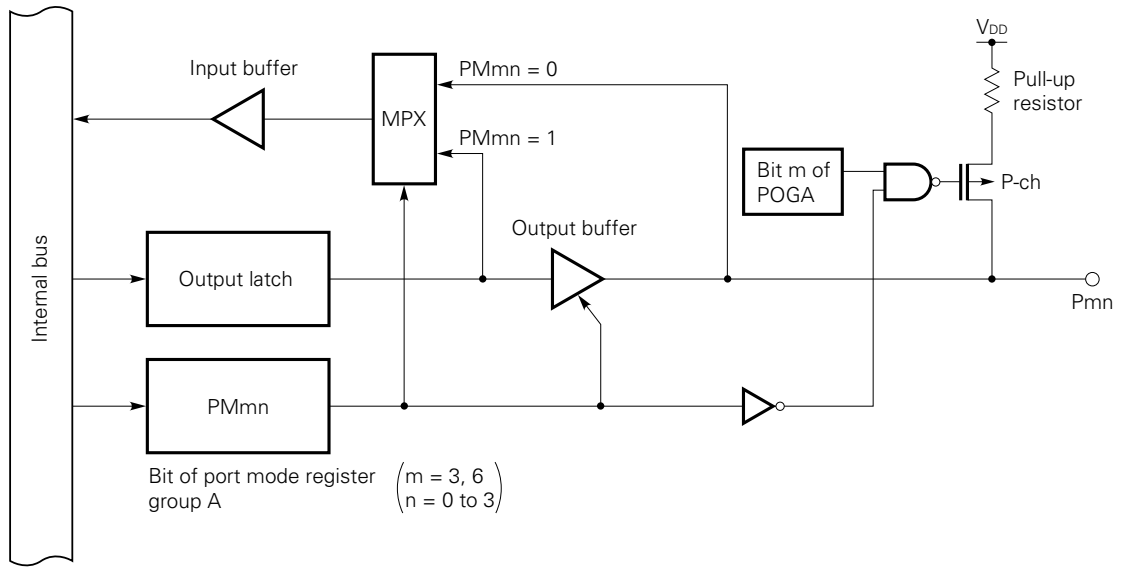 VDD
Pull-up
resistor
Input buffer
PMmn = 0
MPX
PMmn = 1
Bit m of
POGA
P-ch
Output buffer
Internal bus
Output latch
Pmn
PMmn
Bit of port mode register
group A
m = 3, 6
n = 0 to 3